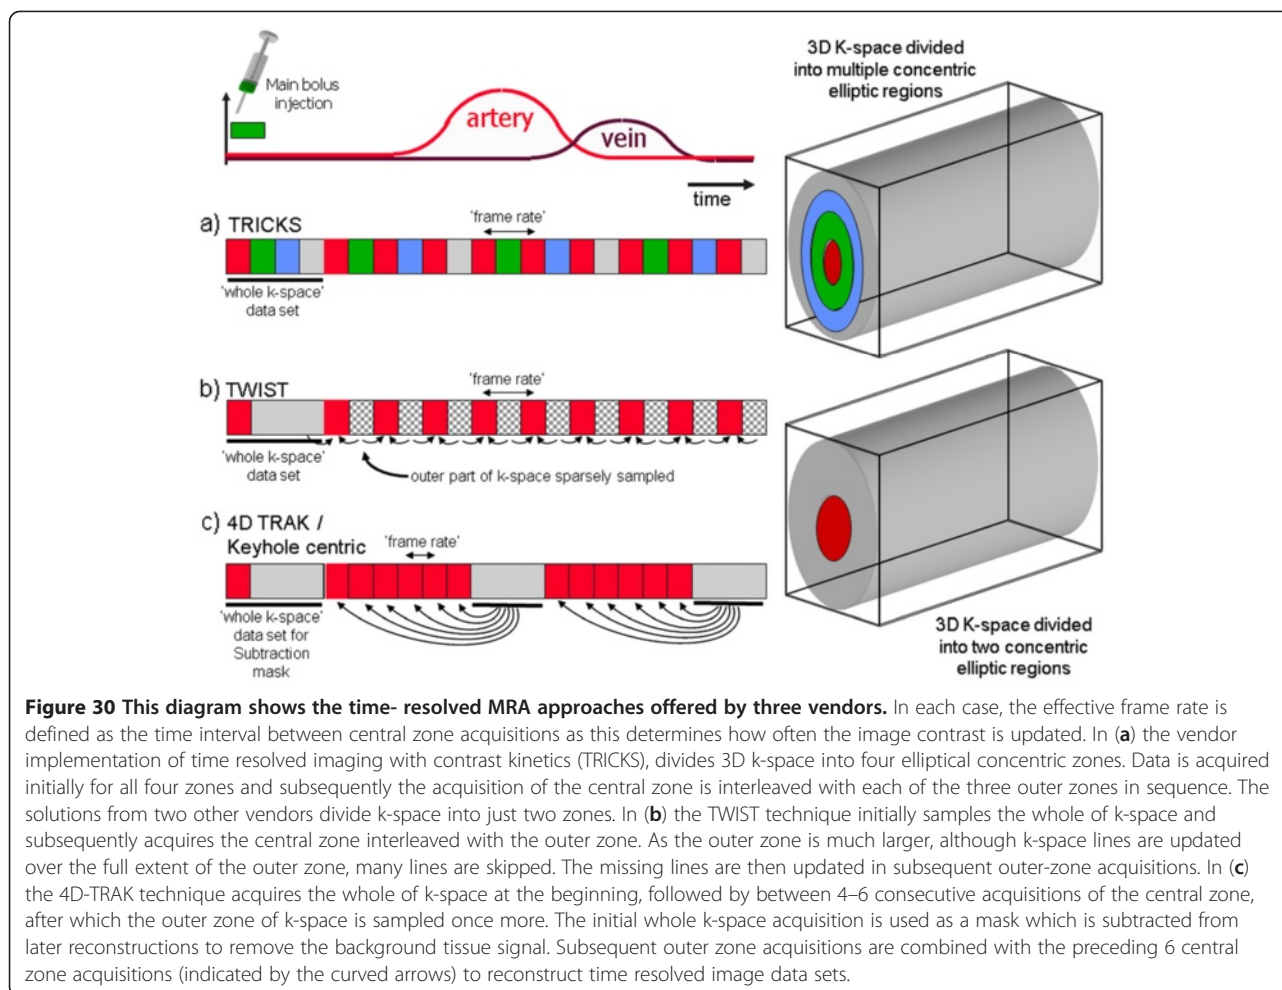 Main bolus
injection
artery
vein
time
3D K-space divided
into multiple concentric
elliptic regions
a) TRICKS
'frame rate'
'whole k-space'
data set
b) TWIST
'frame rate'
'whole k-space'
data set
outer part of k-space sparsely sampled
c) 4D TRAK /
Keyhole centric
'frame rate'
'whole k-space'
data set for
Subtraction
mask
3D K-space divided
into two concentric
elliptic regions
Figure 30 This diagram shows the time- resolved MRA approaches offered by three vendors. In each case, the effective frame rate is
defined as the time interval between central zone acquisitions as this determines how often the image contrast is updated. In (a) the vendor
implementation of time resolved imaging with contrast kinetics (TRICKS), divides 3D k-space into four elliptical concentric zones. Data is acquired
initially for all four zones and subsequently the acquisition of the central zone is interleaved with each of the three outer zones in sequence. The
solutions from two other vendors divide k-space into just two zones. In (b) the TWIST technique initially samples the whole of k-space and
subsequently acquires the central zone interleaved with the outer zone. As the outer zone is much larger, although k-space lines are updated
over the full extent of the outer zone, many lines are skipped. The missing lines are then updated in subsequent outer-zone acquisitions. In (c)
the 4D-TRAK technique acquires the whole of k-space at the beginning, followed by between 4–6 consecutive acquisitions of the central zone,
after which the outer zone of k-space is sampled once more. The initial whole k-space acquisition is used as a mask which is subtracted from
later reconstructions to remove the background tissue signal. Subsequent outer zone acquisitions are combined with the preceding 6 central
zone acquisitions (indicated by the curved arrows) to reconstruct time resolved image data sets.